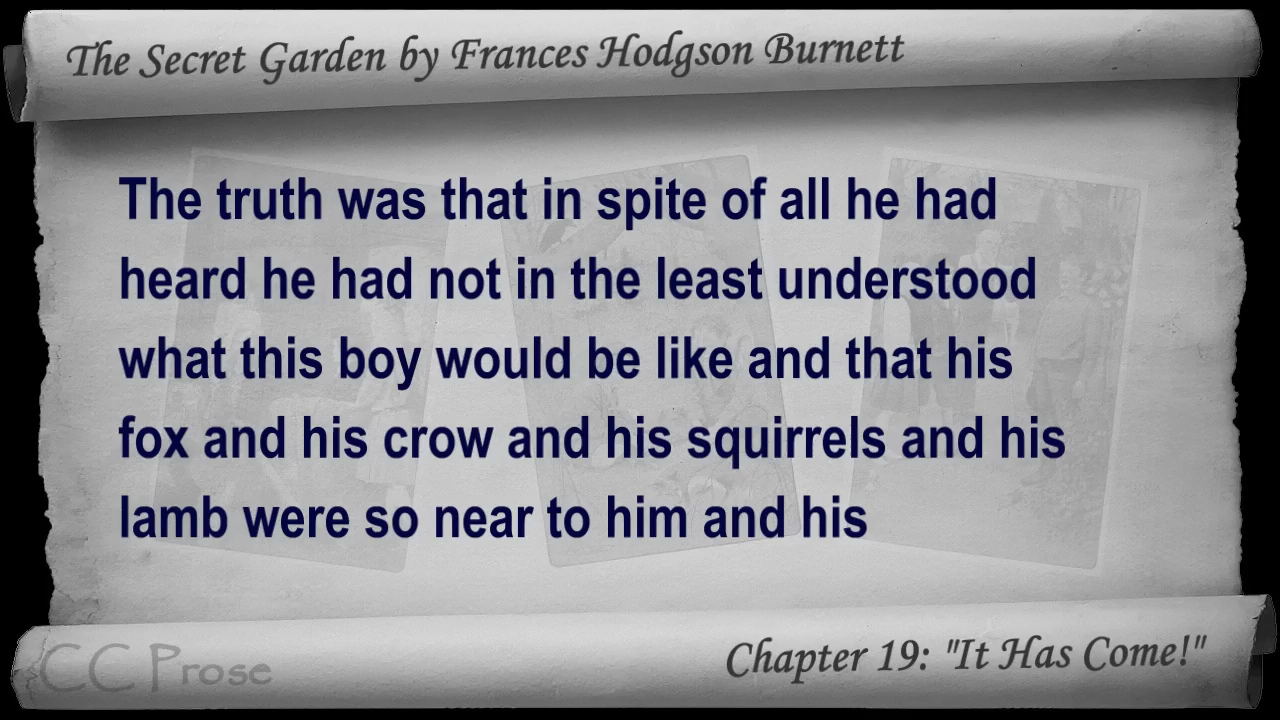 The Secret Garden by Frances Hodgson Burnett
The truth was that in spite of all he had
heard he had not in the least understood
what this boy would be like and that his
fox and his crow and his squirrels and his
lamb were so near to him and his
CC Prose
Chapter 19: "It Has Come!"